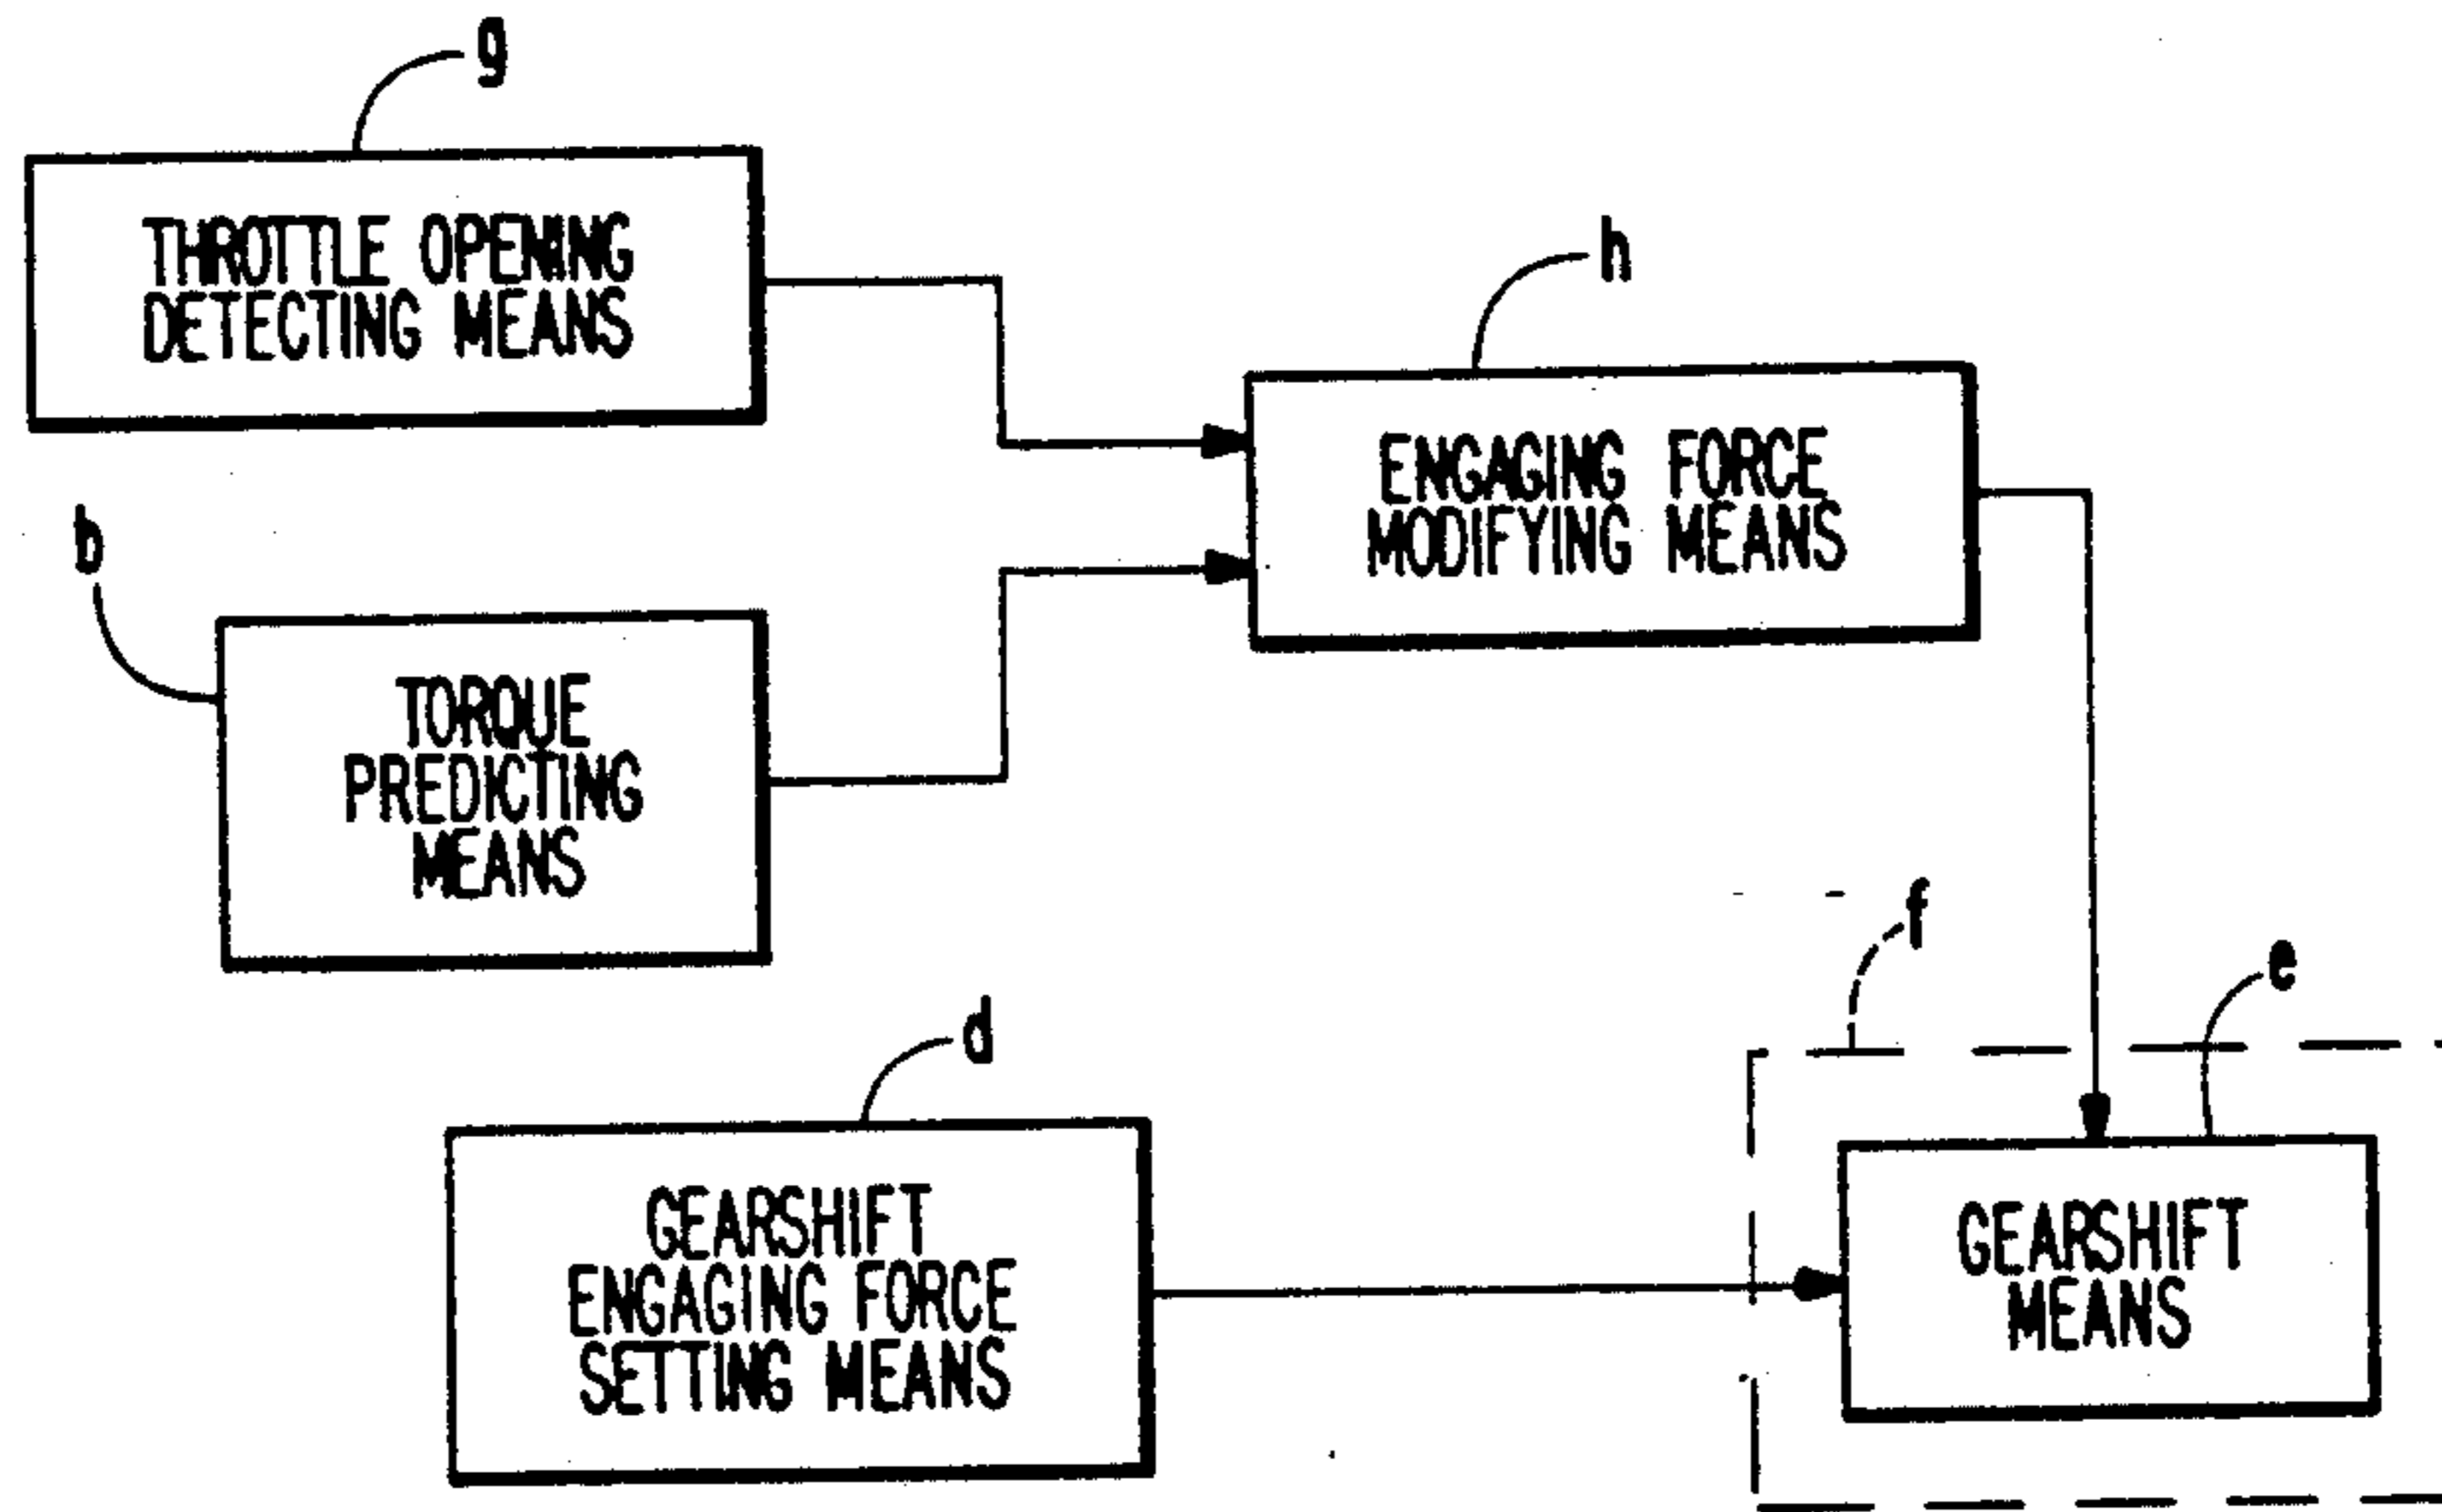 g
THROTTLE OPENING
DETECTING MEANS
h
ENGAGING FORCE
MODIFYING MEANS
b
TORQUE
PREDICTING
MEANS
f
e
d
GEARSHIFT
ENGAGING FORCE
SETTING MEANS
GEARSHIFT
MEANS